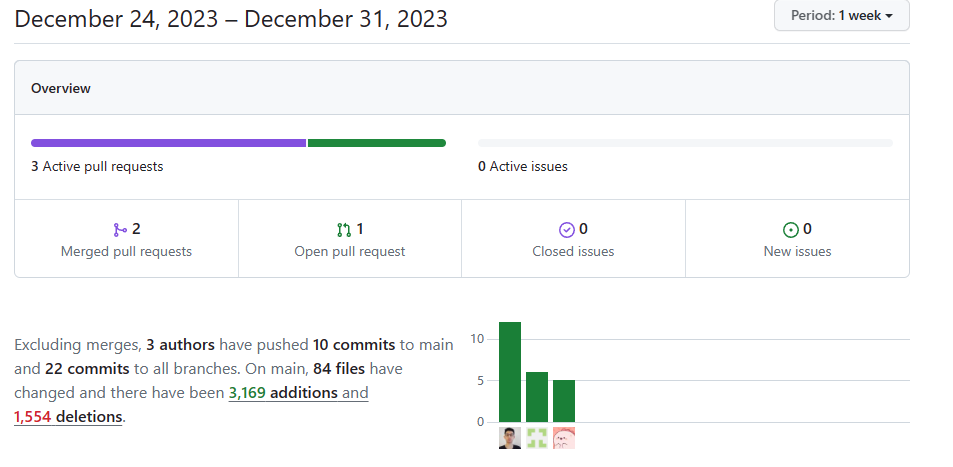 December 24, 2023 – December 31, 2023
Period: 1 week
Overview
3 Active pull requests
0 Active issues
2
Merged pull requests
1
Open pull request
0
Closed issues
0
New issues
Excluding merges, 3 authors have pushed 10 commits to main
and 22 commits to all branches. On main, 84 files have
changed and there have been 3,169 additions and
1,554 deletions.
10
5
0